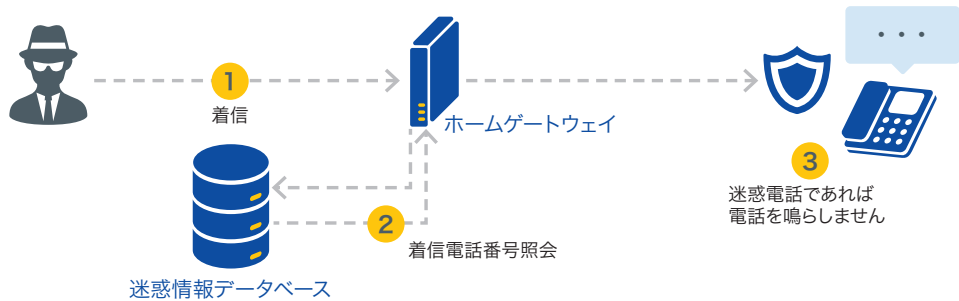 ・・・
1
着信
ホームゲートウェイ
2
着信電話番号照会
迷惑情報データベース
3
迷惑電話であれば
電話を鳴らしません